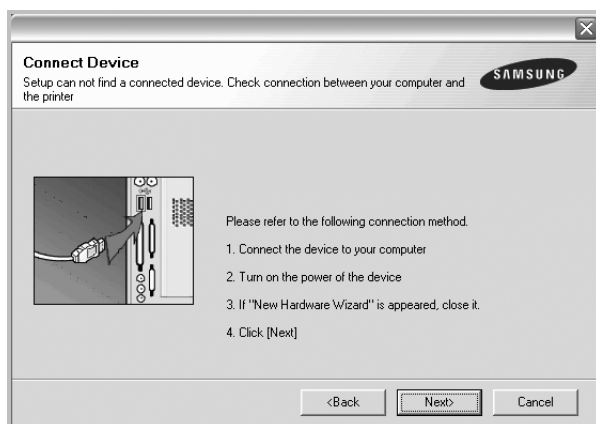 Connect Device
Setup can not find a connected device. Check connection between your computer and
the printer
SAMSUNG
Please refer to the following connection method.
1. Connect the device to your computer
2. Turn on the power of the device
3. If "New Hardware Wizard" is appeared, close it.
4. Click [Next]
<Back
Next>
Cancel